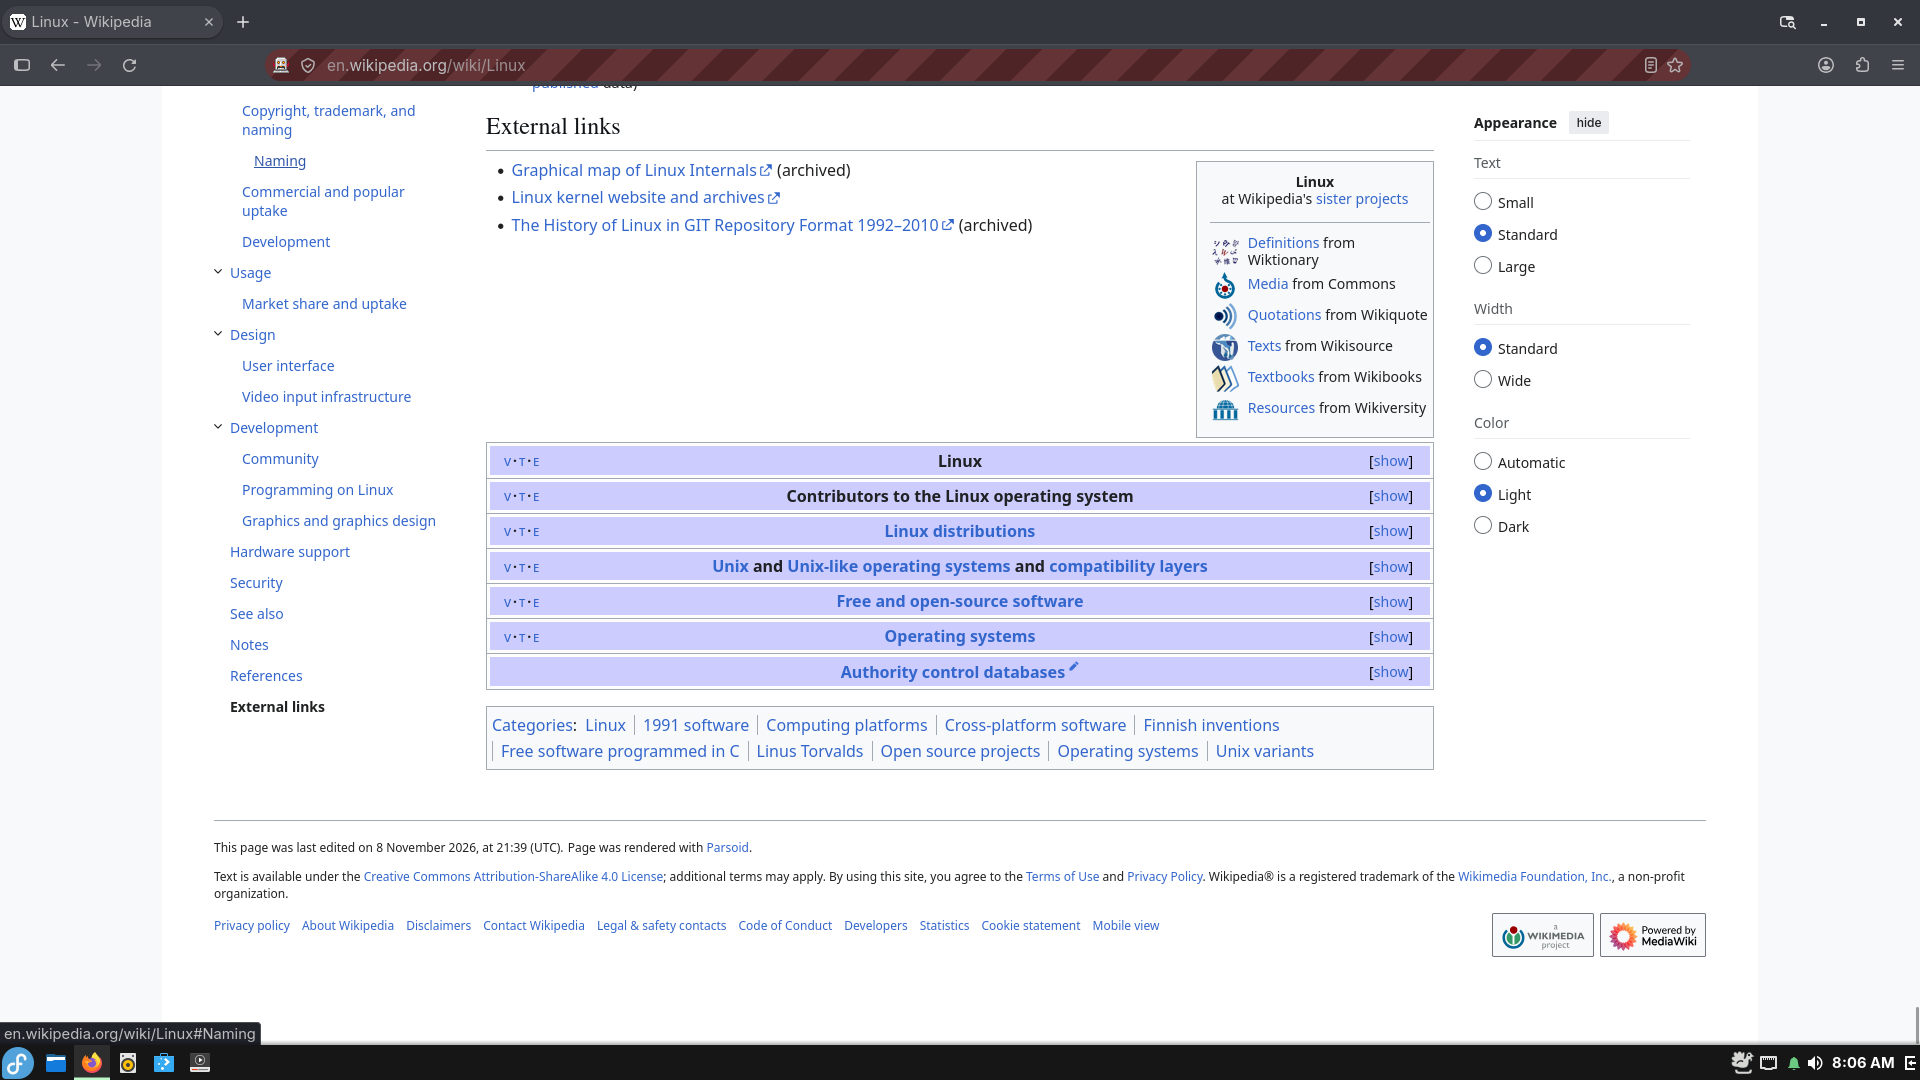 Linux - Wikipedia
en.wikipedia.org/wiki/Linux
published data)
Copyright, trademark, and
naming
Naming
Commercial and popular
uptake
Development
Usage
Market share and uptake
Design
User interface
Video input infrastructure
Development
Community
Programming on Linux
Graphics and graphics design
Hardware support
Security
See also
Notes
References
External links
External links
• Graphical map of Linux Internals (archived)
• Linux kernel website and archives
• The History of Linux in GIT Repository Format 1992–2010 (archived)
Linux
at Wikipedia's sister projects
Definitions from
Wiktionary
Media from Commons
Quotations from Wikiquote
Texts from Wikisource
Textbooks from Wikibooks
Resources from Wikiversity
V·T·E Linux [show]
V·T·E Contributors to the Linux operating system [show]
V·T·E Linux distributions [show]
V·T·E Unix and Unix-like operating systems and compatibility layers [show]
V·T·E Free and open-source software [show]
V·T·E Operating systems [show]
Authority control databases [show]
Categories: Linux | 1991 software | Computing platforms | Cross-platform software | Finnish inventions
| Free software programmed in C | Linus Torvalds | Open source projects | Operating systems | Unix variants
Appearance hide
Text
Small
Standard
Large
Width
Standard
Wide
Color
Automatic
Light
Dark
This page was last edited on 8 November 2026, at 21:39 (UTC). Page was rendered with Parsoid.
Text is available under the Creative Commons Attribution-ShareAlike 4.0 License; additional terms may apply. By using this site, you agree to the Terms of Use and Privacy Policy. Wikipedia® is a registered trademark of the Wikimedia Foundation, Inc., a non-profit
organization.
Privacy policy About Wikipedia Disclaimers Contact Wikipedia Legal & safety contacts Code of Conduct Developers Statistics Cookie statement Mobile view
a
WIKIMEDIA
project
Powered by
MediaWiki
en.wikipedia.org/wiki/Linux#Naming
8:06 AM